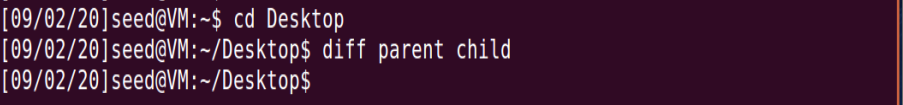 [09/02/20]seed@VM:~$ cd Desktop
[09/02/20]seed@VM:~/Desktop$ diff parent child
[09/02/20]seed@VM:~/Desktop$